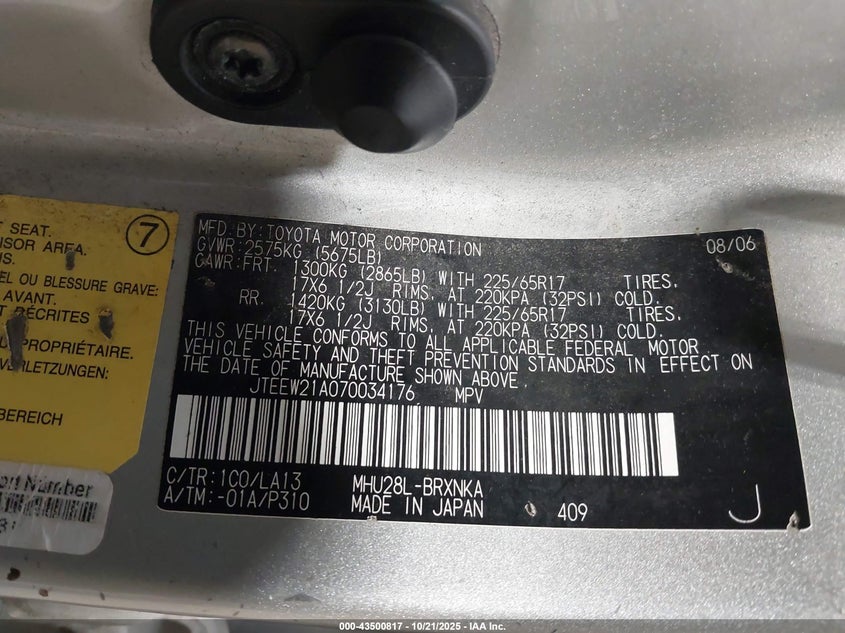 T SEAT.
SOR AREA.
S.
7
EL OU BLESSURE GRAVE:
AVANT.
T DÉCRITES
PROPRIÉTAIRE.
VERLETZUNGEN:
BEREICH
Number
MFD. BY: TOYOTA MOTOR CORPORATION 08/06
GVWR: 2575KG (5675LB)
GAWR: FRT. 1300KG (2865LB) WITH 225/65R17 TIRES.
17X6 1/2J RIMS. AT 220KPA (32PSI) COLD.
RR. 1420KG (3130LB) WITH 225/65R17 TIRES.
17X6 1/2J RIMS. AT 220KPA (32PSI) COLD.
THIS VEHICLE CONFORMS TO ALL APPLICABLE FEDERAL MOTOR
VEHICLE SAFETY AND THEFT PREVENTION STANDARDS IN EFFECT ON
THE DATE OF MANUFACTURE SHOWN ABOVE.
JTEEW21A070034176 MPV
C/TR: 1C0/LA13 MHU28L-BRXNKA
A/TM: -01A/P310 MADE IN JAPAN 409 J
000-43500817 - 10/21/2025 - IAA Inc.